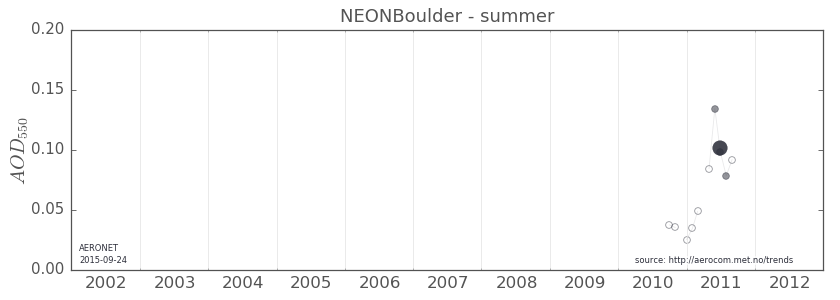 NEONBoulder - summer
0.20
0.15
0.10
0.05
0.00
AOD550
AERONET
2015-09-24
source: http://aerocom.met.no/trends
2002 2003 2004 2005 2006 2007 2008 2009 2010 2011 2012